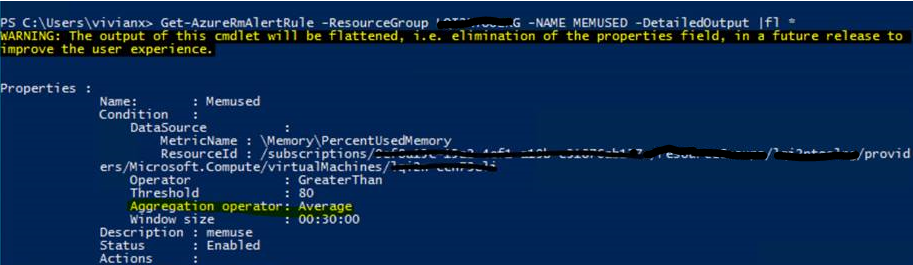 PS C:\Users\vivianx> Get-AzureRmAlertRule -ResourceGroup -NAME MEMUSED -DetailedOutput |fl *
WARNING: The output of this cmdlet will be flattened, i.e. elimination of the properties field, in a future release to
improve the user experience.
Properties :
Name: : Memused
Condition :
DataSource :
MetricName : \Memory\PercentUsedMemory
ResourceId : /subscriptions/ / /provid
ers/Microsoft.Compute/virtualMachines/
Operator : GreaterThan
Threshold : 80
Aggregation operator: Average
Window size : 00:30:00
Description : memuse
Status : Enabled
Actions :